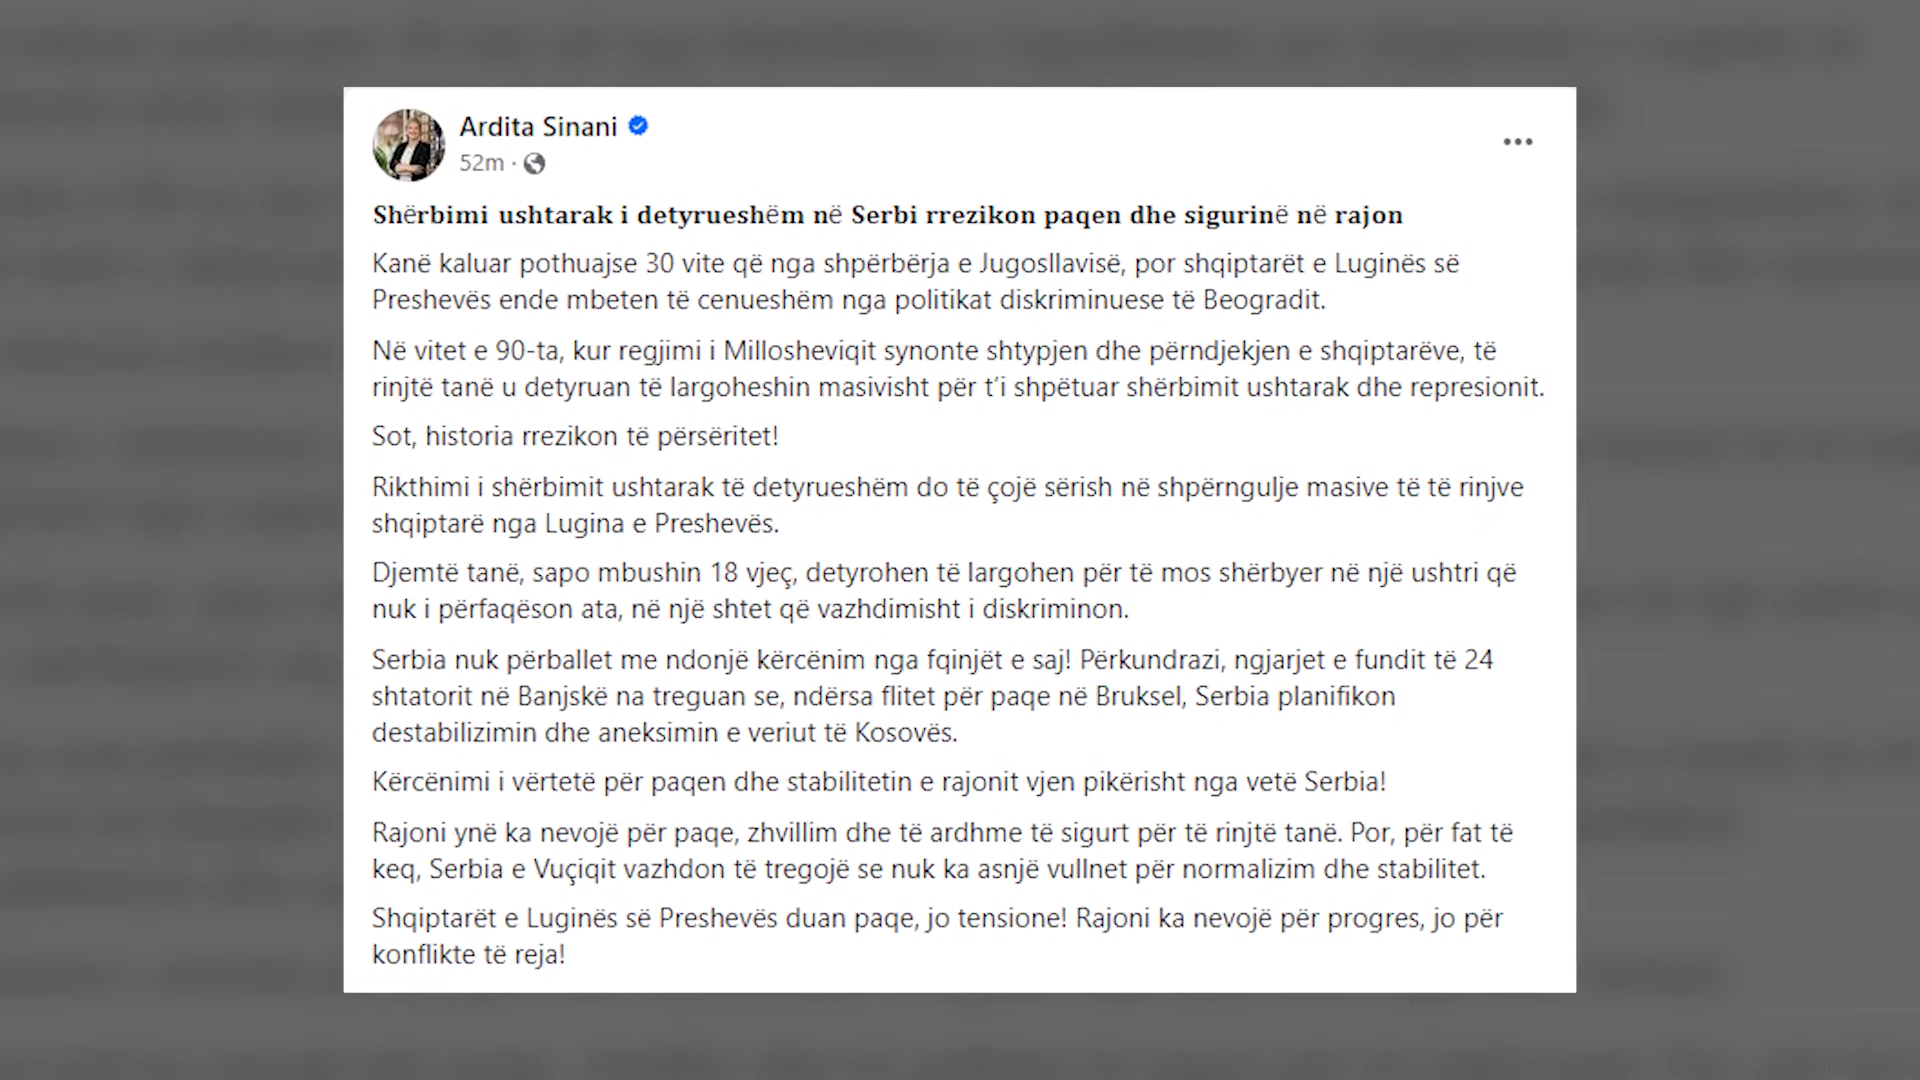 Ardita Sinani
52m ·
Shërbimi ushtarak i detyrueshëm në Serbi rrezikon paqen dhe sigurinë në rajon
Kanë kaluar pothuajse 30 vite që nga shpërbërja e Jugosllavisë, por shqiptarët e Luginës së
Preshevës ende mbeten të cenueshëm nga politikat diskriminuese të Beogradit.
Në vitet e 90-ta, kur regjimi i Millosheviqit synonte shtypjen dhe përndjekjen e shqiptarëve, të
rinjtë tanë u detyruan të largoheshin masivisht për t'i shpëtuar shërbimit ushtarak dhe represionit.
Sot, historia rrezikon të përsëritet!
Rikthimi i shërbimit ushtarak të detyrueshëm do të çojë sërish në shpërngulje masive të të rinjve
shqiptarë nga Lugina e Preshevës.
Djemtë tanë, sapo mbushin 18 vjeç, detyrohen të largohen për të mos shërbyer në një ushtri që
nuk i përfaqëson ata, në një shtet që vazhdimisht i diskriminon.
Serbia nuk përballet me ndonjë kërcënim nga fqinjët e saj! Përkundrazi, ngjarjet e fundit të 24
shtatorit në Banjskë na treguan se, ndërsa flitet për paqe në Bruksel, Serbia planifikon
destabilizimin dhe aneksimin e veriut të Kosovës.
Kërcënimi i vërtetë për paqen dhe stabilitetin e rajonit vjen pikërisht nga vetë Serbia!
Rajoni ynë ka nevojë për paqe, zhvillim dhe të ardhme të sigurt për të rinjtë tanë. Por, për fat të
keq, Serbia e Vuçiqit vazhdon të tregojë se nuk ka asnjë vullnet për normalizim dhe stabilitet.
Shqiptarët e Luginës së Preshevës duan paqe, jo tensione! Rajoni ka nevojë për progres, jo për
konflikte të reja!